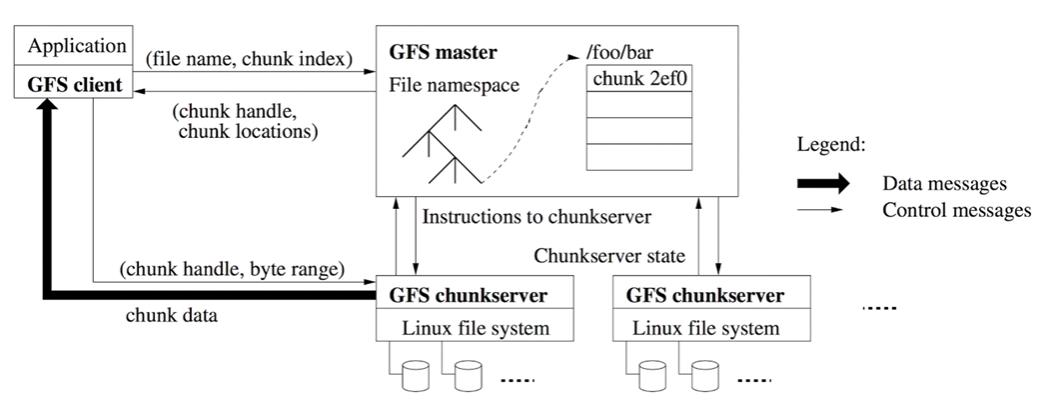 Application
GFS client
(file name, chunk index)
(chunk handle,
chunk locations)
GFS master
File namespace
/foo/bar
chunk 2ef0
Legend:
Data messages
Control messages
Instructions to chunkserver
Chunkserver state
(chunk handle, byte range)
chunk data
GFS chunkserver
Linux file system
GFS chunkserver
Linux file system